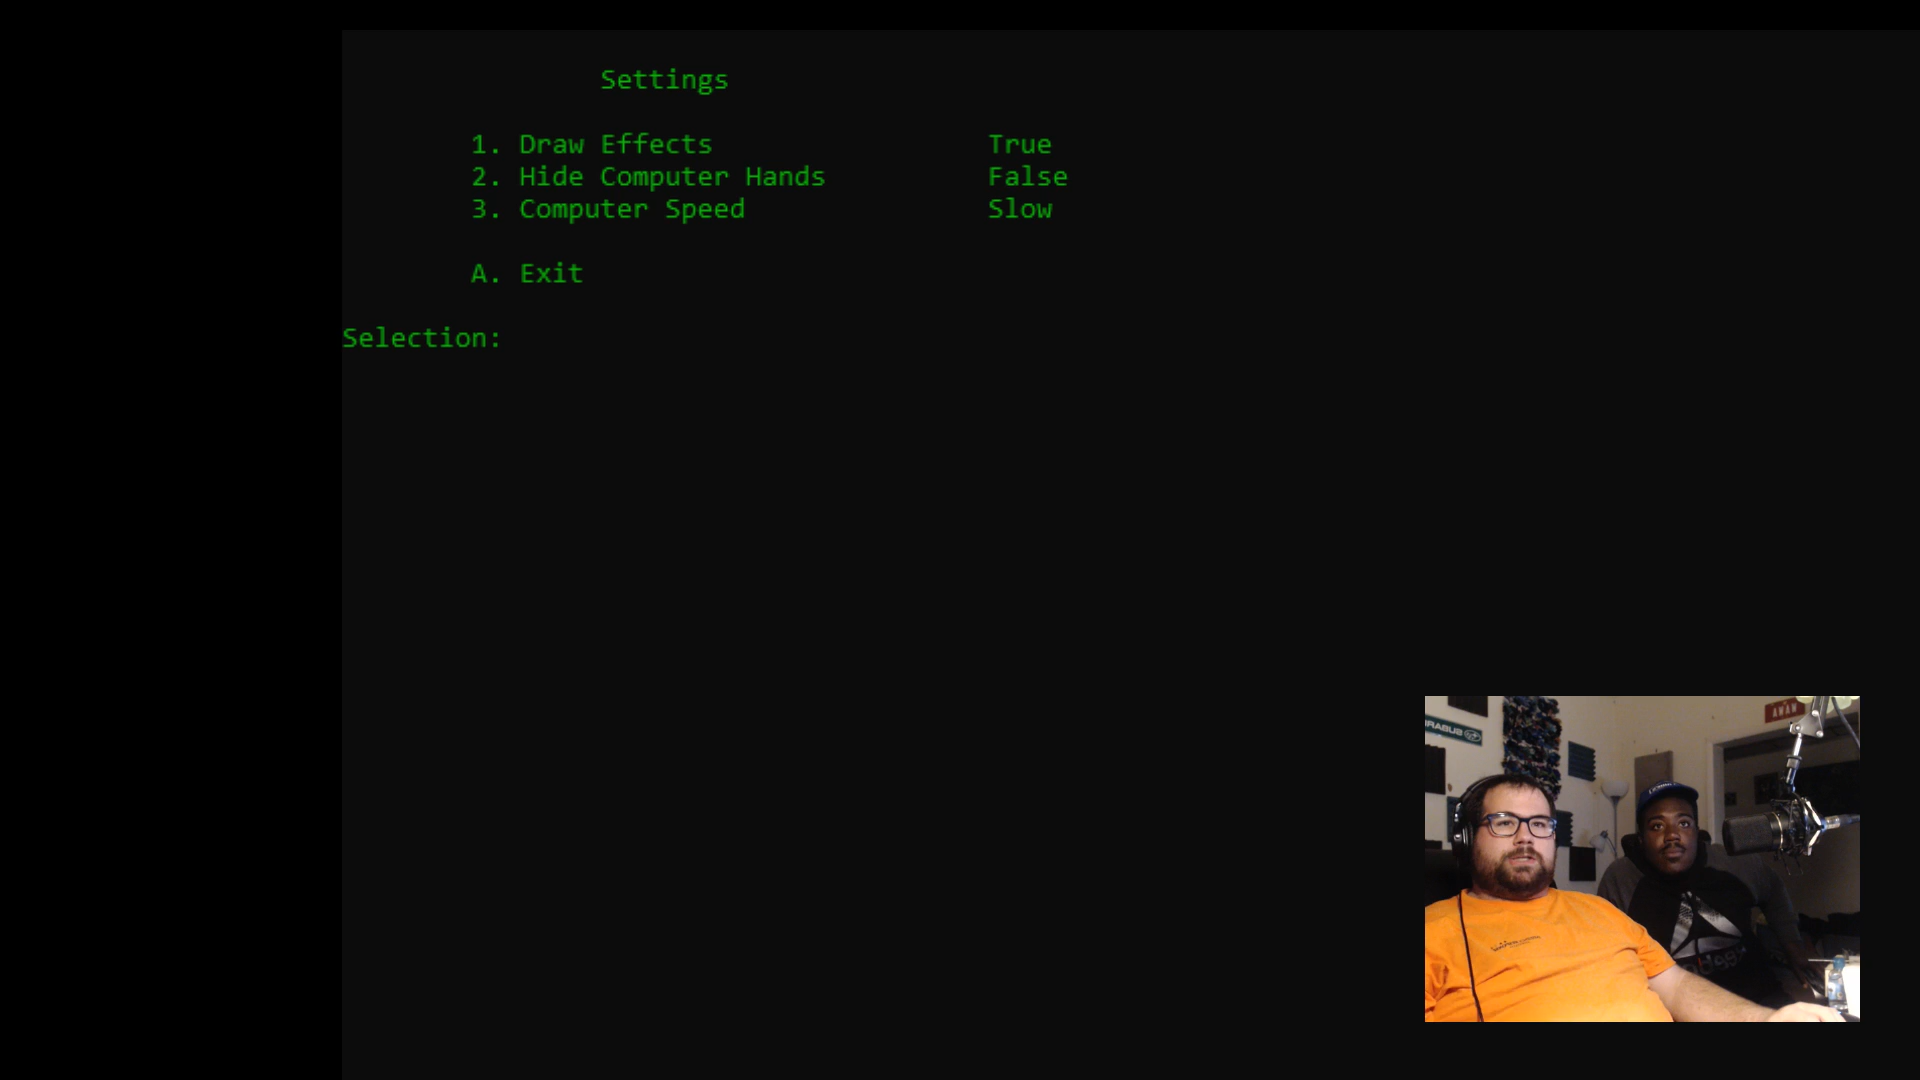 Settings
1. Draw Effects True
2. Hide Computer Hands False
3. Computer Speed Slow
A. Exit
Selection: